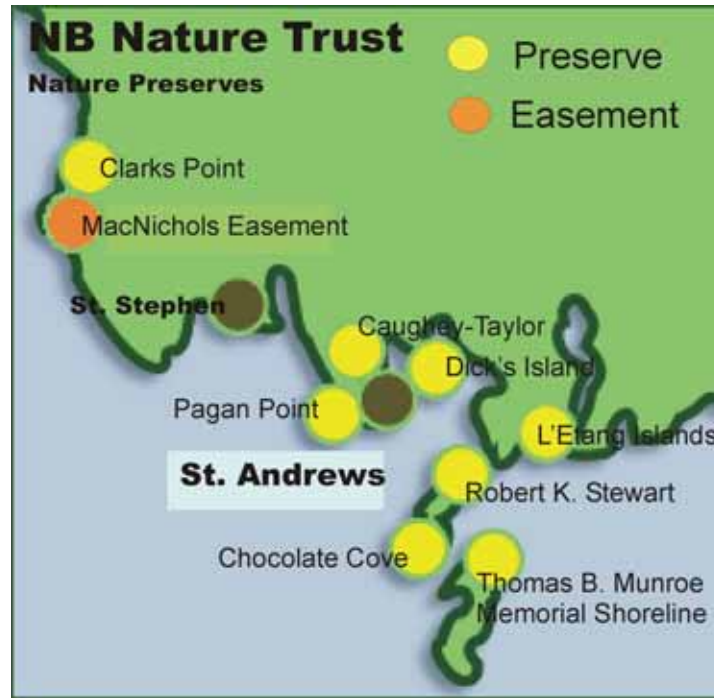 NB Nature Trust
Nature Preserves
Preserve
Easement
Clarks Point
MacNichols Easement
St. Stephen
Caughey-Taylor
Dick's Island
Pagan Point
L'Etang Islands
St. Andrews
Robert K. Stewart
Chocolate Cove
Thomas B. Munroe
Memorial Shoreline